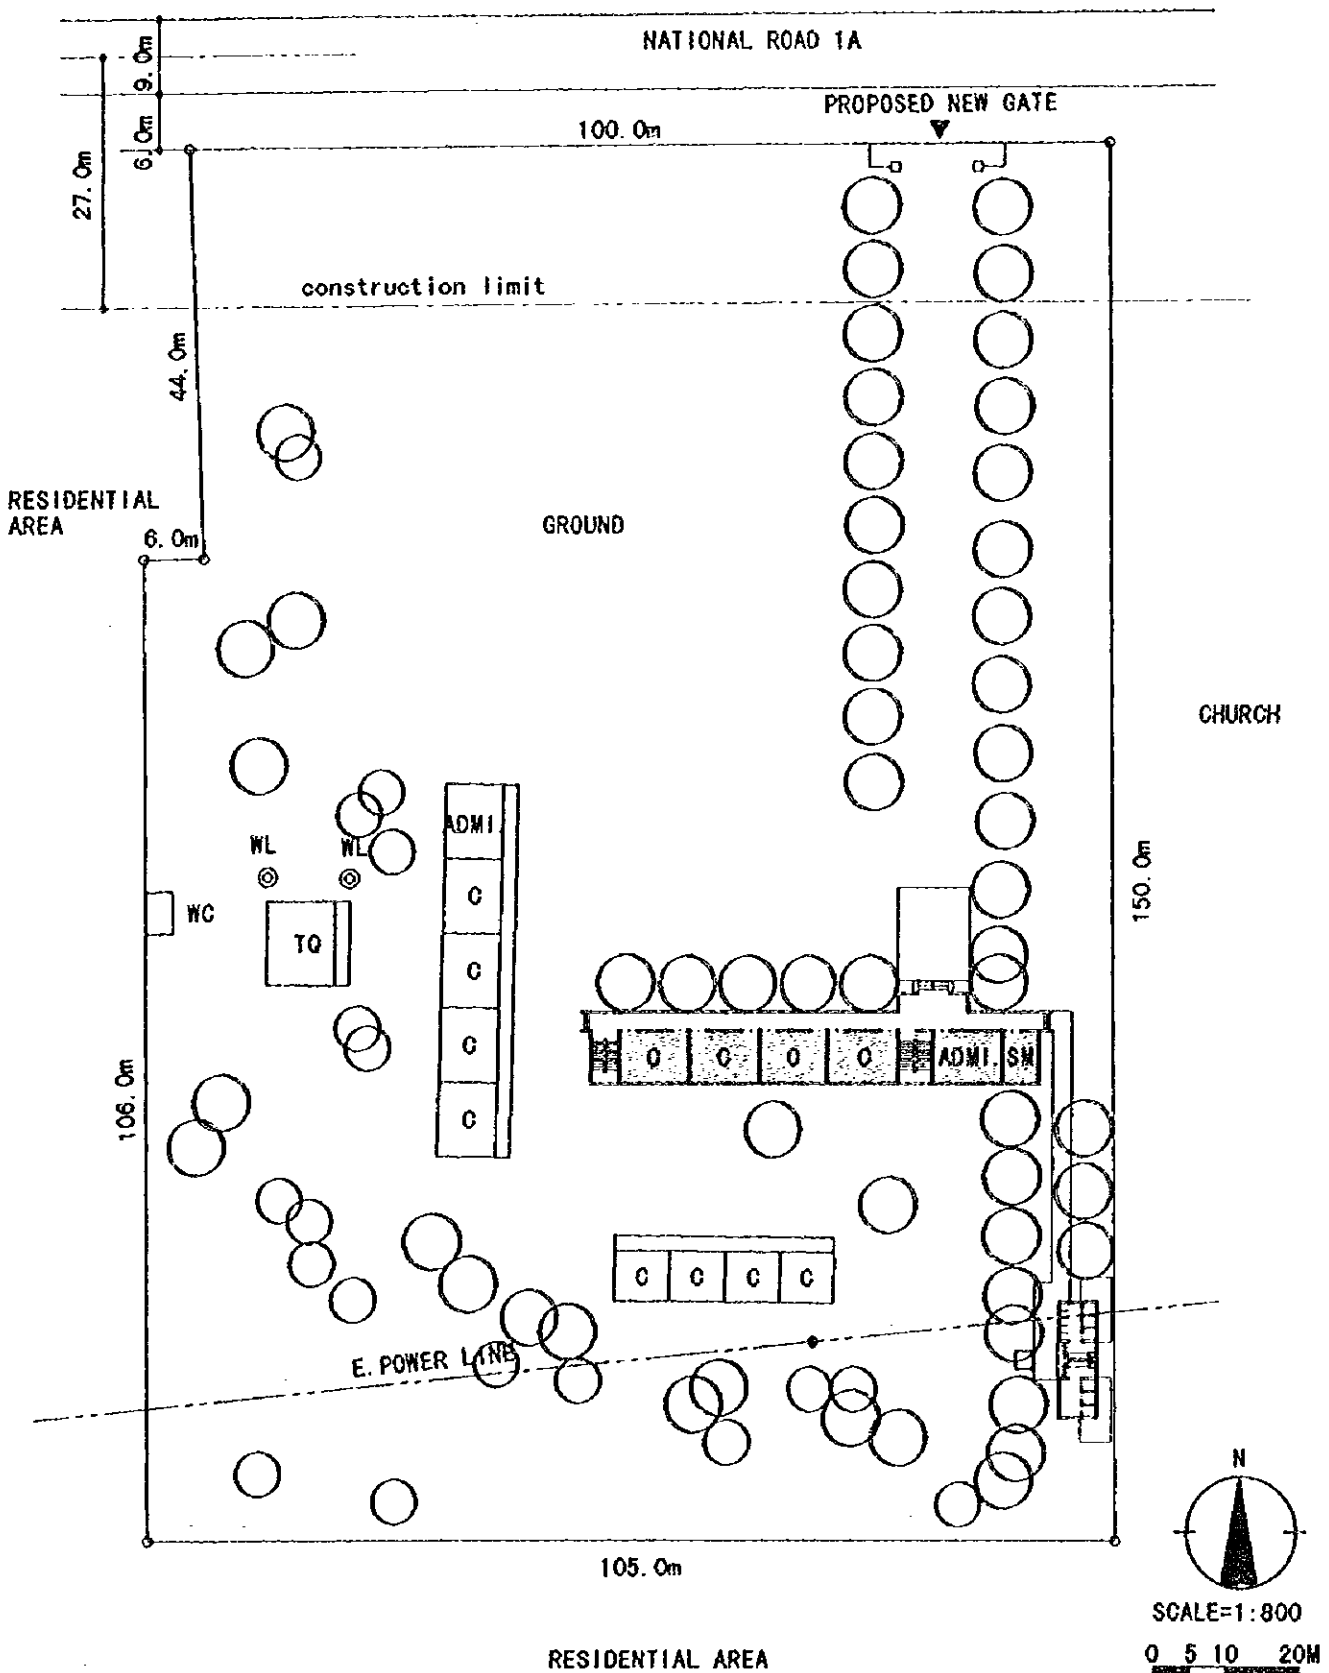 NATIONAL ROAD 1A
9.0m
6.0m
27.0m
PROPOSED NEW GATE
100.0m
construction limit
44.0m
RESIDENTIAL
AREA
6.0m
GROUND
CHURCH
ADMI.
WL
WL
C
WC
TQ
150.0m
C
C
C
C
C
C
C
ADMI.
SM
106.0m
C
C
C
C
E. POWER LINE
N
105.0m
SCALE=1:800
RESIDENTIAL AREA
0 5 10 20M